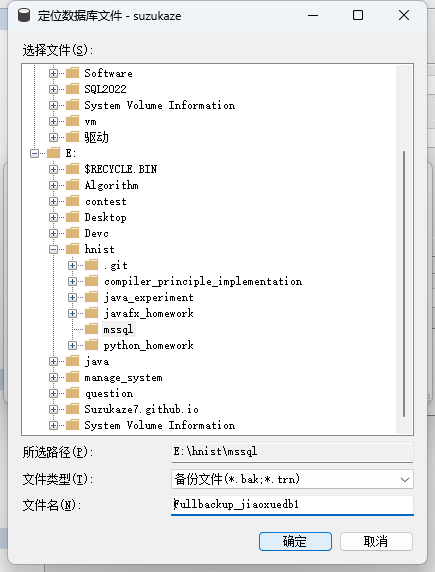 定位数据库文件 - suzukaze
选择文件(S):
Software
SQL2022
System Volume Information
vm
驱动
E:
$RECYCLE.BIN
Algorithm
contest
Desktop
Devc
hnist
.git
compiler_principle_implementation
java_experiment
javafx_homework
mssql
python_homework
java
manage_system
question
Suzukaze7.github.io
System Volume Information
所选路径(P): E:\hnist\mssql
文件类型(T): 备份文件(*.bak;*.trn)
文件名(N): Fullbackup_jiaoxuedb1
确定 取消